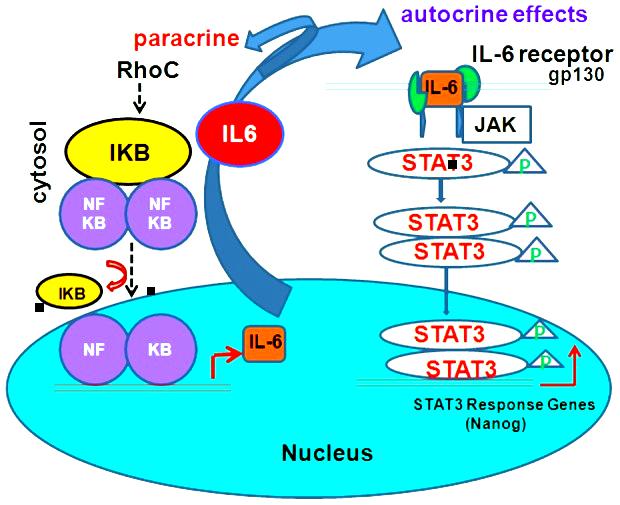 autocrine effects
paracrine
RhoC
IL-6 receptor
gp130
IL-6
JAK
cytosol
IKB
IL6
STAT3
P
NF
KB
NF
KB
STAT3
P
STAT3
P
IKB
NF
KB
IL-6
STAT3
P
STAT3
P
STAT3 Response Genes
(Nanog)
Nucleus